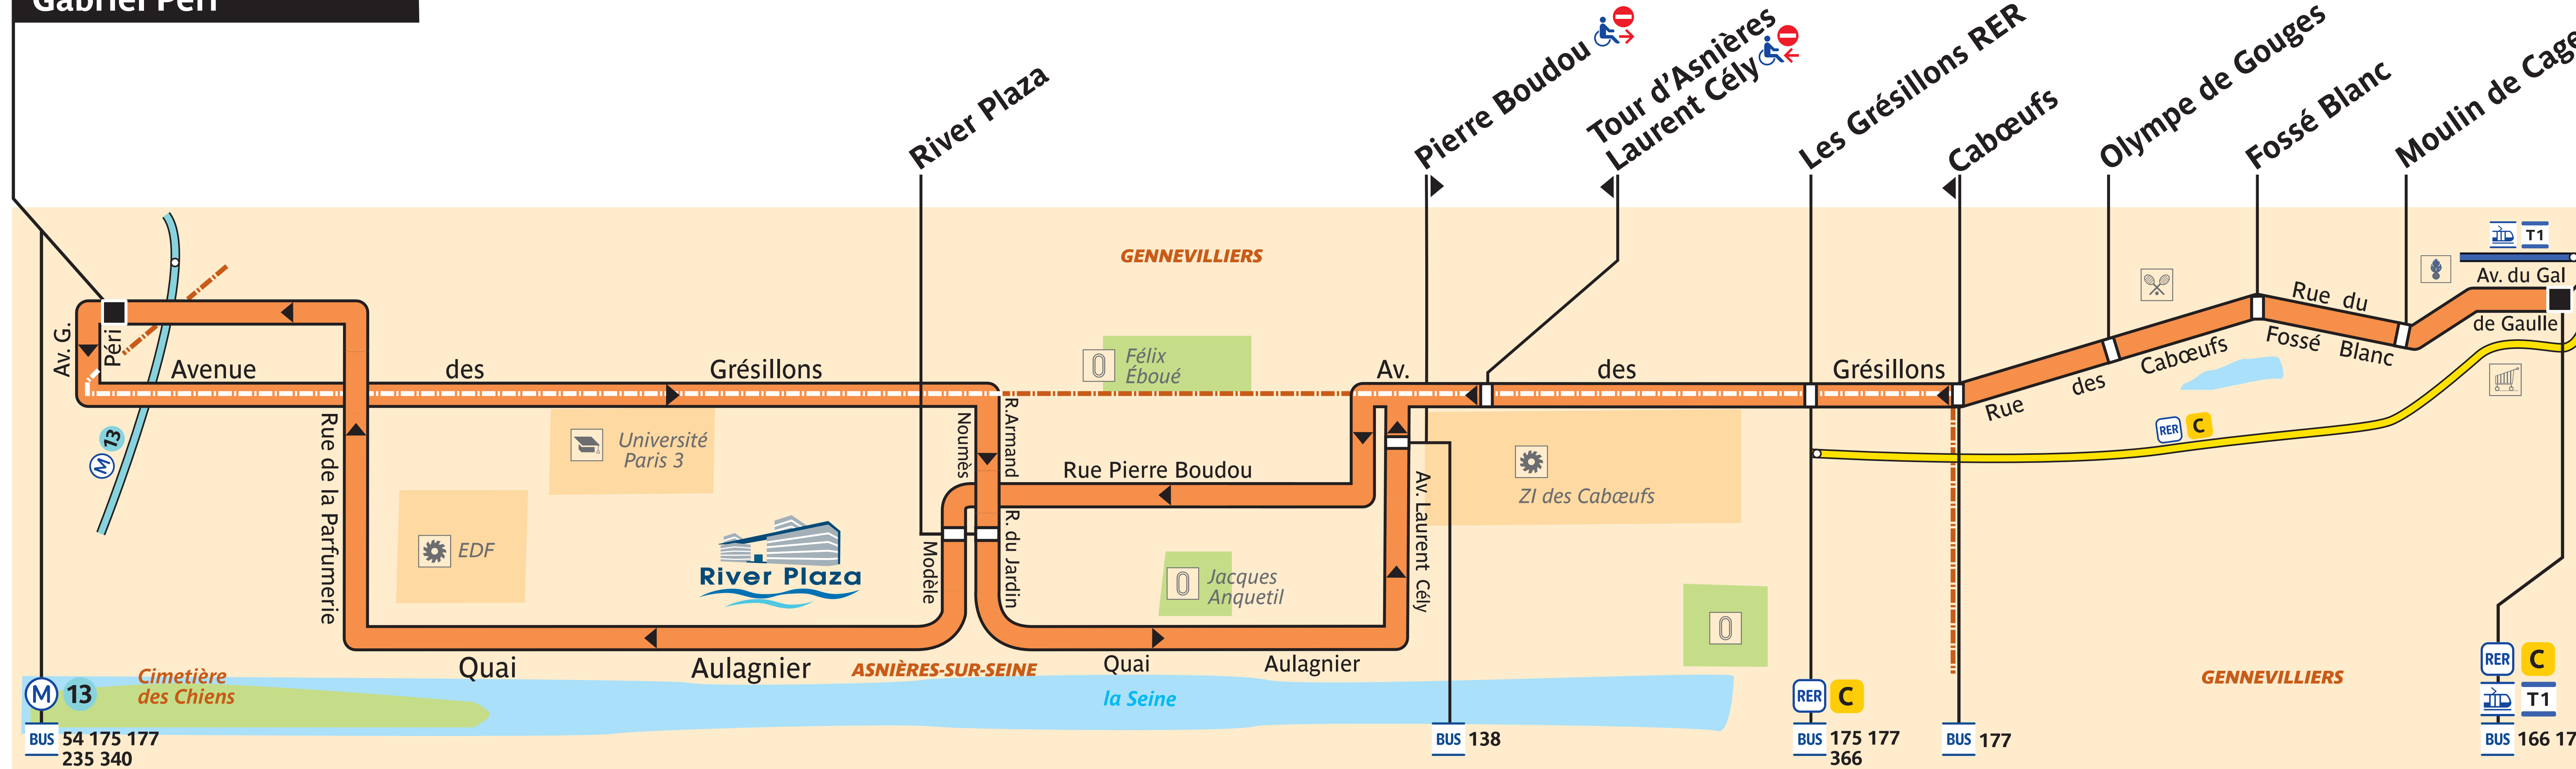 Gabriel Péri
River Plaza
Pierre Boudou
Tour d'Asnières
Laurent Cély
Les Grésillons RER
Cabœufs
Olympe de Gouges
Fossé Blanc
Moulin de Cage
GENNEVILLIERS
T1
Av. du Gal
de Gaulle
Rue du
Fossé Blanc
Rue des Cabœufs
Av. G.
Péri
Avenue des Grésillons
Félix
Éboué
Av. des Grésillons
M 13
Rue de la Parfumerie
Université
Paris 3
Noumès
R. Armand
Rue Pierre Boudou
Av. Laurent Cély
ZI des Cabœufs
RER C
EDF
River Plaza
Modèle
R. du Jardin
Jacques
Anquetil
Quai Aulagnier
ASNIÈRES-SUR-SEINE
Quai Aulagnier
Cimetière
des Chiens
la Seine
GENNEVILLIERS
M 13
BUS 54 175 177
235 340
BUS 138
RER C
BUS 175 177
366
BUS 177
RER C
T1
BUS 166 17